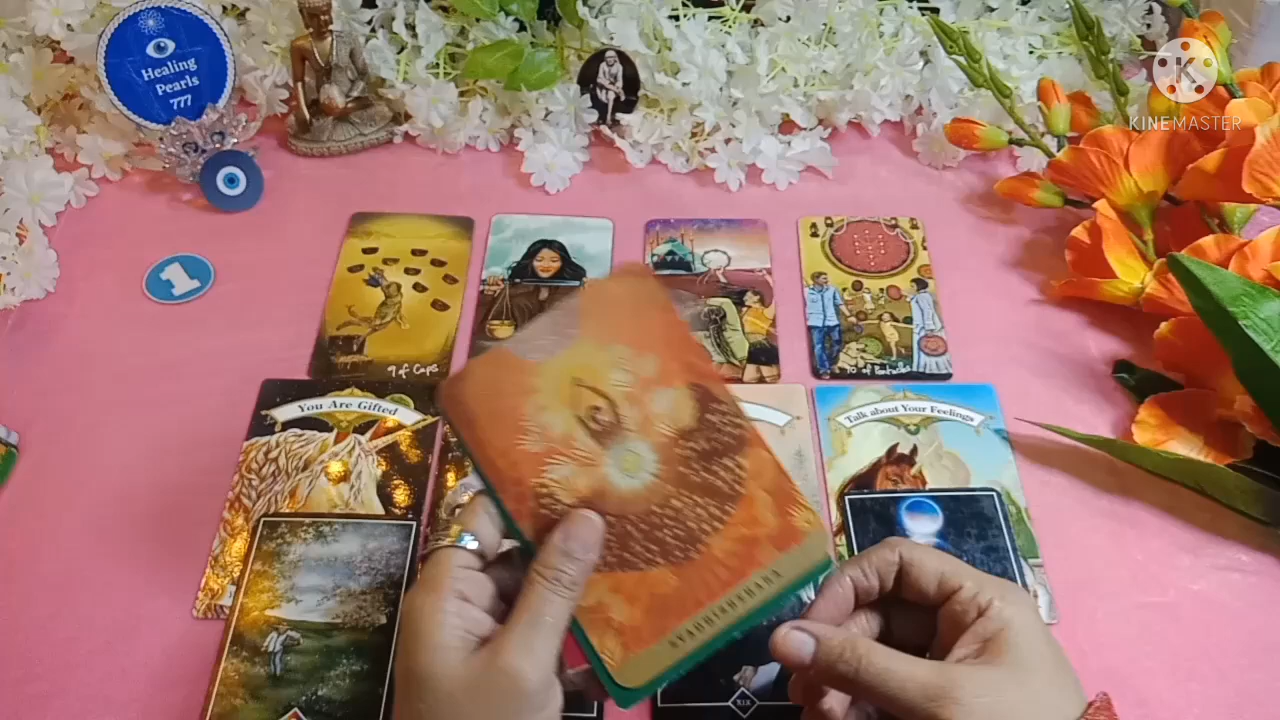 Healing
Pearls
777
KINEMASTER
1
9 of Cups
10 of Pentacles
You Are Gifted
Talk about Your Feelings
XIX